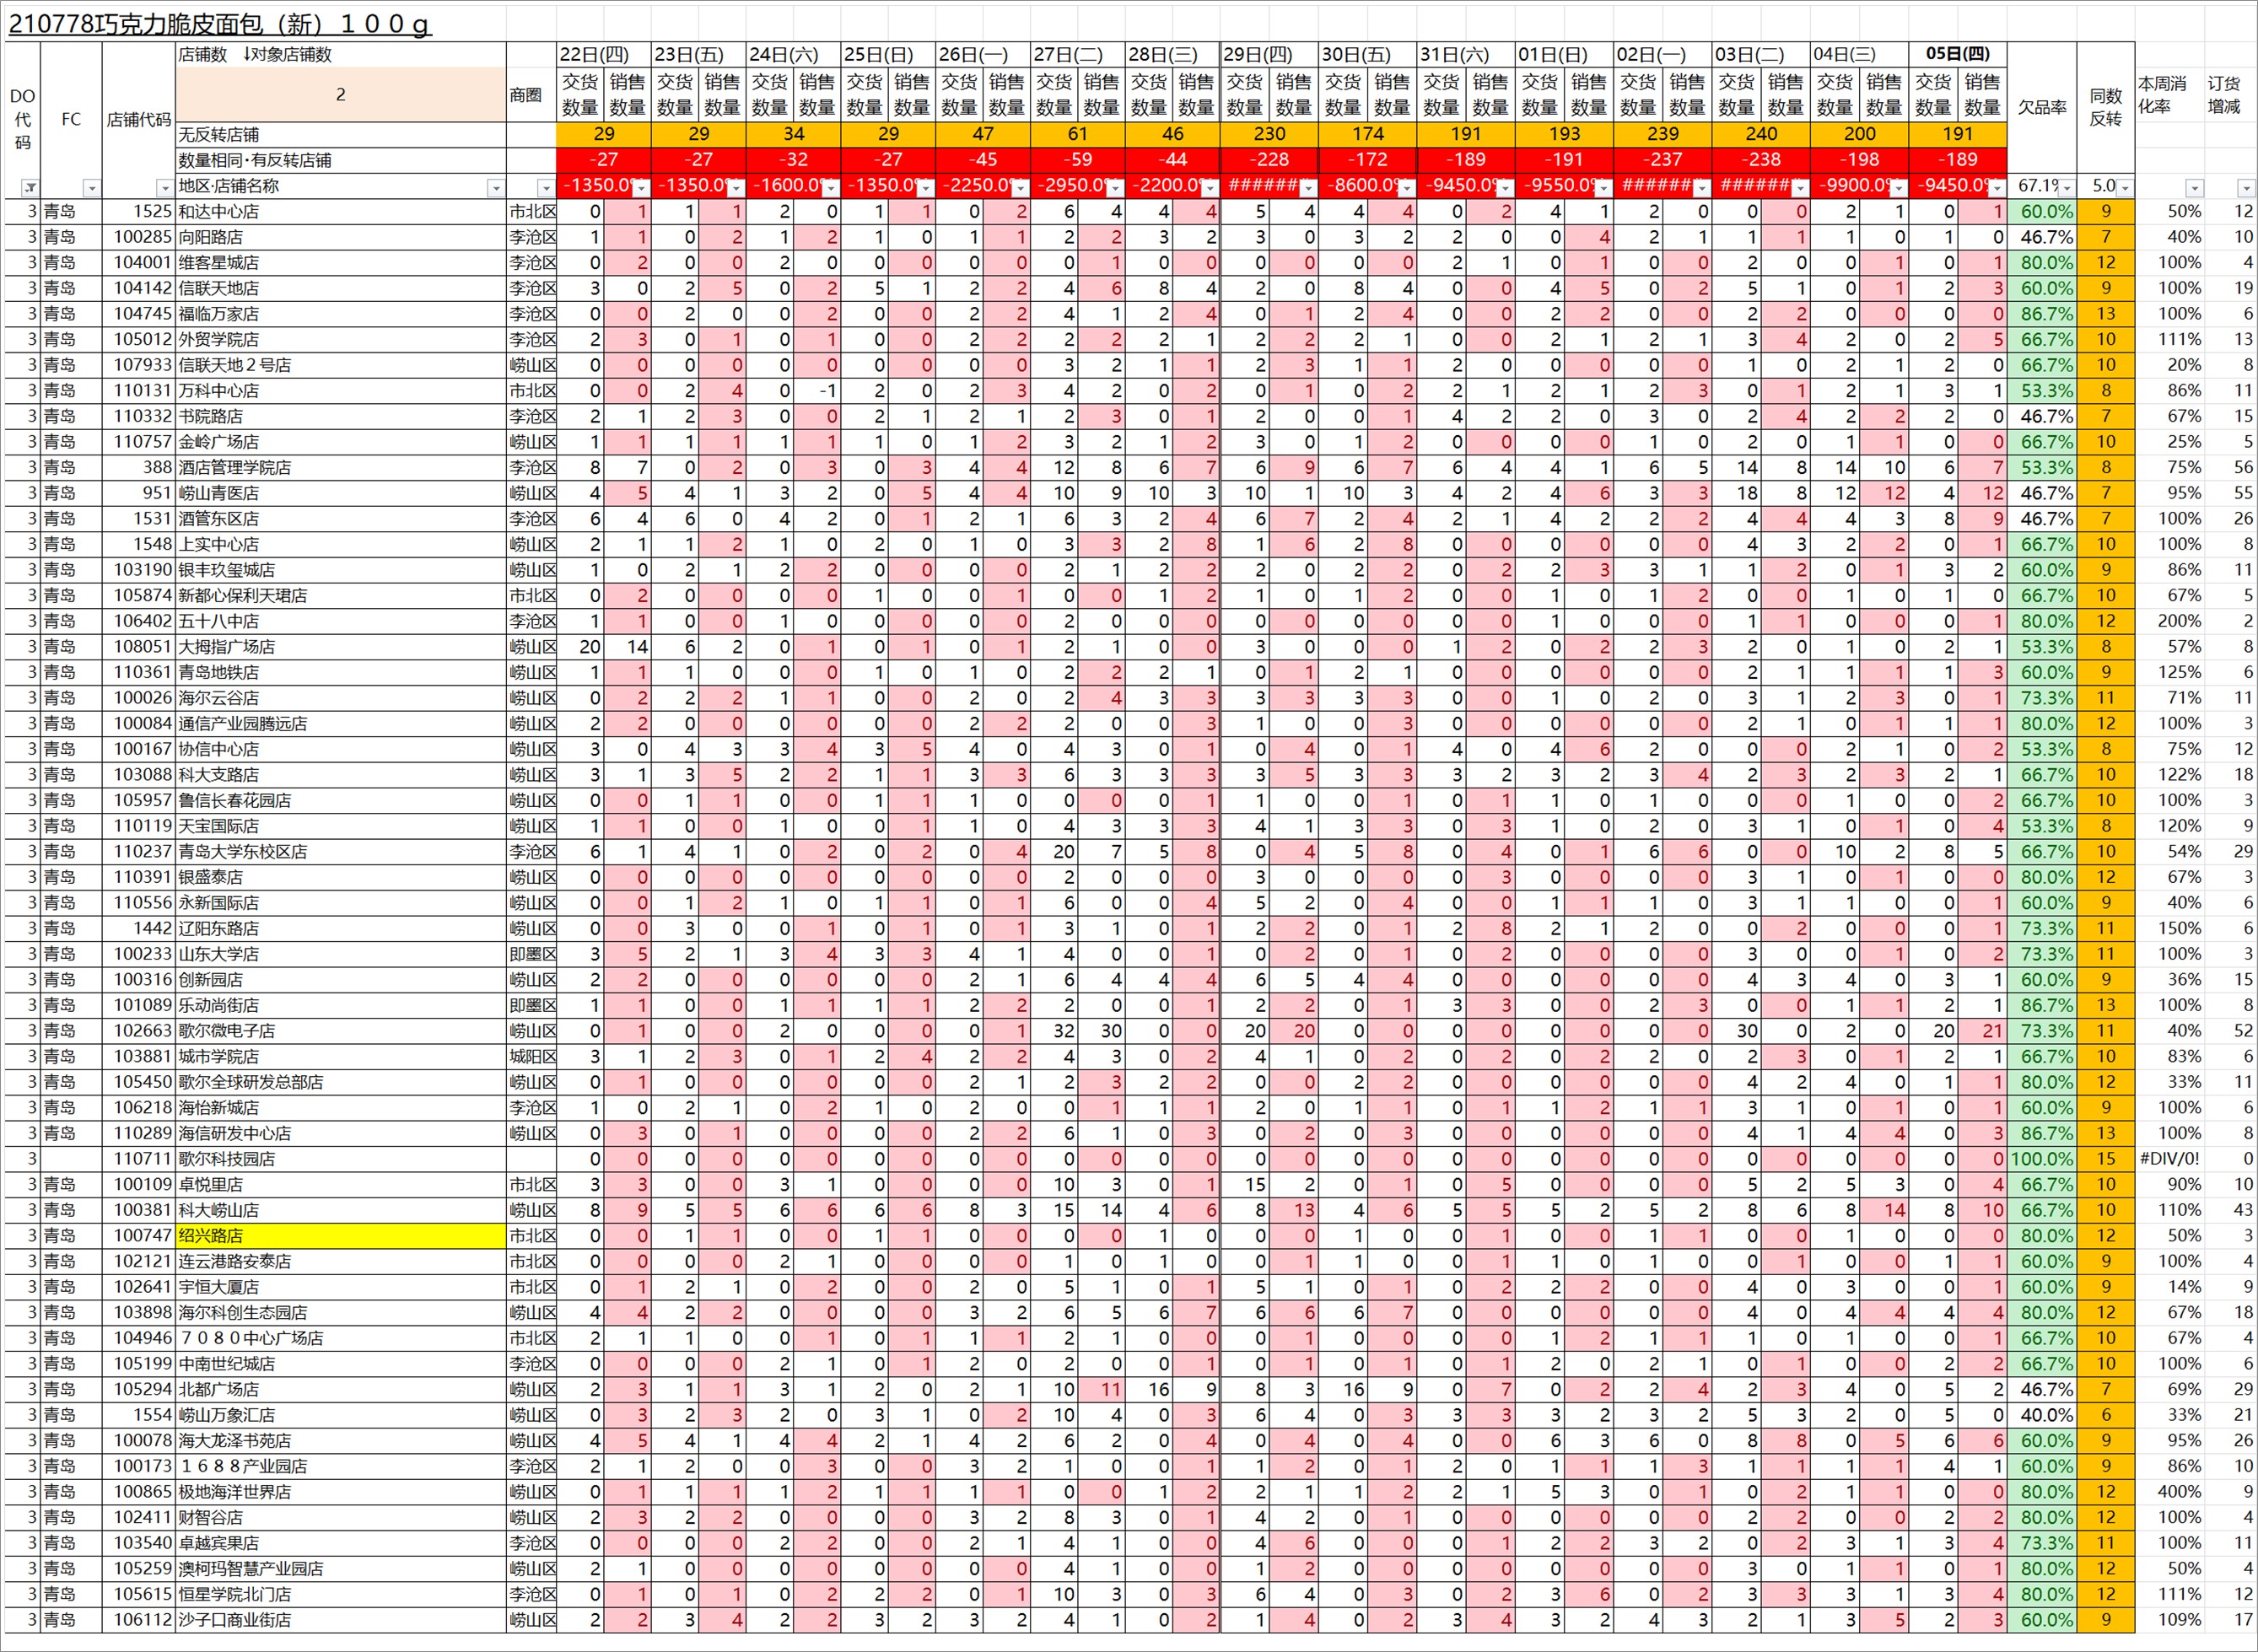 210778巧克力脆皮面包（新）１００ｇ
DO代码 FC 店铺代码 店铺数 ↓对象店铺数 商圈 22日(四) 23日(五) 24日(六) 25日(日) 26日(一) 27日(二) 28日(三) 29日(四) 30日(五) 31日(六) 01日(日) 02日(一) 03日(二) 04日(三) 05日(四) 欠品率 同数反转 本周消化率 订货增减
2 交货数量 销售数量 交货数量 销售数量 交货数量 销售数量 交货数量 销售数量 交货数量 销售数量 交货数量 销售数量 交货数量 销售数量 交货数量 销售数量 交货数量 销售数量 交货数量 销售数量 交货数量 销售数量 交货数量 销售数量 交货数量 销售数量 交货数量 销售数量 交货数量 销售数量
无反转店铺 29 29 34 29 47 61 46 230 174 191 193 239 240 200 191
数量相同·有反转店铺 -27 -27 -32 -27 -45 -59 -44 -228 -172 -189 -191 -237 -238 -198 -189
地区·店铺名称 -1350.0% -1350.0% -1600.0% -1350.0% -2250.0% -2950.0% -2200.0% ###### -8600.0% -9450.0% -9550.0% ###### ###### -9900.0% -9450.0% 67.1% 5.0
3 青岛 1525 和达中心店 市北区 0 1 1 1 2 0 1 1 0 2 6 4 4 4 5 4 4 4 0 2 4 1 2 0 0 0 2 1 0 1 60.0% 9 50% 12
3 青岛 100285 向阳路店 李沧区 1 1 0 2 1 2 1 0 1 1 2 2 3 2 3 0 3 2 2 0 0 4 2 1 1 1 1 0 1 0 46.7% 7 40% 10
3 青岛 104001 维客星城店 李沧区 0 2 0 0 2 0 0 0 0 0 0 1 0 0 0 0 0 0 2 1 0 1 0 0 2 0 0 1 0 1 80.0% 12 100% 4
3 青岛 104142 信联天地店 李沧区 3 0 2 5 0 2 5 1 2 2 4 6 8 4 2 0 8 4 0 0 4 5 0 2 5 1 0 1 2 3 60.0% 9 100% 19
3 青岛 104745 福临万家店 李沧区 0 0 2 0 0 2 0 0 2 2 4 1 2 4 0 1 2 4 0 0 2 2 0 0 2 2 0 0 0 0 86.7% 13 100% 6
3 青岛 105012 外贸学院店 李沧区 2 3 0 1 0 1 0 0 2 2 2 2 2 1 2 2 2 1 0 0 2 1 2 1 3 4 2 0 2 5 66.7% 10 111% 13
3 青岛 107933 信联天地２号店 崂山区 0 0 0 0 0 0 0 0 0 0 3 2 1 1 2 3 1 1 2 0 0 0 0 0 1 0 2 1 2 0 66.7% 10 20% 8
3 青岛 110131 万科中心店 市北区 0 0 2 4 0 -1 2 0 2 3 4 2 0 2 0 1 0 2 2 1 2 1 2 3 0 1 2 1 3 1 53.3% 8 86% 11
3 青岛 110332 书院路店 李沧区 2 1 2 3 0 0 2 1 2 1 2 3 0 1 2 0 0 1 4 2 2 0 3 0 2 4 2 2 2 0 46.7% 7 67% 15
3 青岛 110757 金岭广场店 崂山区 1 1 1 1 1 1 1 0 1 2 3 2 1 2 3 0 1 2 0 0 0 0 1 0 2 0 1 1 0 0 66.7% 10 25% 5
3 青岛 388 酒店管理学院店 李沧区 8 7 0 2 0 3 0 3 4 4 12 8 6 7 6 9 6 7 6 4 4 1 6 5 14 8 14 10 6 7 53.3% 8 75% 56
3 青岛 951 崂山青医店 崂山区 4 5 4 1 3 2 0 5 4 4 10 9 10 3 10 1 10 3 4 2 4 6 3 3 18 8 12 12 4 12 46.7% 7 95% 55
3 青岛 1531 酒管东区店 李沧区 6 4 6 0 4 2 0 1 2 1 6 3 2 4 6 7 2 4 2 1 4 2 2 2 4 4 4 3 8 9 46.7% 7 100% 26
3 青岛 1548 上实中心店 崂山区 2 1 1 2 1 0 2 0 1 0 3 3 2 8 1 6 2 8 0 0 0 0 0 0 4 3 2 2 0 1 66.7% 10 100% 8
3 青岛 103190 银丰玖玺城店 崂山区 1 0 2 1 2 2 0 0 0 0 2 1 2 2 2 0 2 2 0 2 2 3 3 1 1 2 0 1 3 2 60.0% 9 86% 11
3 青岛 105874 新都心保利天珺店 市北区 0 2 0 0 0 0 1 0 0 1 0 0 1 2 1 0 1 2 0 0 1 0 1 2 0 0 1 0 1 0 66.7% 10 67% 5
3 青岛 106402 五十八中店 李沧区 1 1 0 0 1 0 0 0 0 0 2 0 0 0 0 0 0 0 0 0 1 0 0 0 1 1 0 0 0 1 80.0% 12 200% 2
3 青岛 108051 大拇指广场店 崂山区 20 14 6 2 0 1 0 1 0 1 2 1 0 0 3 0 0 0 1 2 0 2 2 3 2 0 1 0 2 1 53.3% 8 57% 8
3 青岛 110361 青岛地铁店 崂山区 1 1 1 0 0 0 1 0 1 0 2 2 2 1 0 1 2 1 0 0 0 0 0 0 2 1 1 1 1 3 60.0% 9 125% 6
3 青岛 100026 海尔云谷店 崂山区 0 2 2 2 1 1 0 0 2 0 2 4 3 3 3 3 3 3 0 0 1 0 2 0 3 1 2 3 0 1 73.3% 11 71% 11
3 青岛 100084 通信产业园腾远店 崂山区 2 2 0 0 0 0 0 0 2 2 2 0 0 3 1 0 0 3 0 0 0 0 0 0 2 1 0 1 1 1 80.0% 12 100% 3
3 青岛 100167 协信中心店 崂山区 3 0 4 3 3 4 3 5 4 0 4 3 0 1 0 4 0 1 4 0 4 6 2 0 0 0 2 1 0 2 53.3% 8 75% 12
3 青岛 103088 科大支路店 崂山区 3 1 3 5 2 2 1 1 3 3 6 3 3 3 3 5 3 3 3 2 3 2 3 4 2 3 2 3 2 1 66.7% 10 122% 18
3 青岛 105957 鲁信长春花园店 崂山区 0 0 1 1 0 0 1 1 1 0 0 0 0 1 1 0 0 1 0 1 1 0 1 0 0 0 1 0 0 2 66.7% 10 100% 3
3 青岛 110119 天宝国际店 崂山区 1 1 0 0 1 0 0 1 1 0 4 3 3 3 4 1 3 3 0 3 1 0 2 0 3 1 0 1 0 4 53.3% 8 120% 9
3 青岛 110237 青岛大学东校区店 李沧区 6 1 4 1 0 2 0 2 0 4 20 7 5 8 0 4 5 8 0 4 0 1 6 6 0 0 10 2 8 5 66.7% 10 54% 29
3 青岛 110391 银盛泰店 崂山区 0 0 0 0 0 0 0 0 0 0 2 0 0 0 3 0 0 0 0 3 0 0 0 0 3 1 0 1 0 0 80.0% 12 67% 3
3 青岛 110556 永新国际店 崂山区 0 0 1 2 1 0 1 1 0 1 6 0 0 4 5 2 0 4 0 0 1 1 1 0 3 1 1 0 0 1 60.0% 9 40% 6
3 青岛 1442 辽阳东路店 崂山区 0 0 3 0 0 1 0 1 0 1 3 1 0 1 2 2 0 1 2 8 2 1 2 0 0 2 0 0 0 1 73.3% 11 150% 6
3 青岛 100233 山东大学店 即墨区 3 5 2 1 3 4 3 3 4 1 4 0 0 1 0 2 0 1 0 2 0 0 0 0 3 0 0 1 0 2 73.3% 11 100% 3
3 青岛 100316 创新园店 崂山区 2 2 0 0 0 0 0 0 2 1 6 4 4 4 6 5 4 4 0 0 0 0 0 0 4 3 4 0 3 1 60.0% 9 36% 15
3 青岛 101089 乐动尚街店 即墨区 1 1 0 0 1 1 1 1 2 2 2 0 0 1 2 2 0 1 3 3 0 0 2 3 0 0 1 1 2 1 86.7% 13 100% 8
3 青岛 102663 歌尔微电子店 崂山区 0 1 0 0 2 0 0 0 0 1 32 30 0 0 20 20 0 0 0 0 0 0 0 0 30 0 2 0 20 21 73.3% 11 40% 52
3 青岛 103881 城市学院店 城阳区 3 1 2 3 0 1 2 4 2 2 4 3 0 2 4 1 0 2 0 2 0 2 2 0 2 3 0 1 2 1 66.7% 10 83% 6
3 青岛 105450 歌尔全球研发总部店 崂山区 0 1 0 0 0 0 0 0 2 1 2 3 2 2 0 0 2 2 0 0 0 0 0 0 4 2 4 0 1 1 80.0% 12 33% 11
3 青岛 106218 海怡新城店 李沧区 1 0 2 1 0 2 1 0 2 0 0 1 1 1 2 0 1 1 0 1 1 2 1 1 3 1 0 1 0 1 60.0% 9 100% 6
3 青岛 110289 海信研发中心店 崂山区 0 3 0 1 0 0 0 0 2 2 6 1 0 3 0 2 0 3 0 0 0 0 0 0 4 1 4 4 0 3 86.7% 13 100% 8
3 110711 歌尔科技园店 0 0 0 0 0 0 0 0 0 0 0 0 0 0 0 0 0 0 0 0 0 0 0 0 0 0 0 0 0 0 100.0% 15 #DIV/0! 0
3 青岛 100109 卓悦里店 市北区 3 3 0 0 3 1 0 0 0 0 10 3 0 1 15 2 0 1 0 5 0 0 0 0 5 2 5 3 0 4 66.7% 10 90% 10
3 青岛 100381 科大崂山店 崂山区 8 9 5 5 6 6 6 6 8 3 15 14 4 6 8 13 4 6 5 5 5 2 5 2 8 6 8 14 8 10 66.7% 10 110% 43
3 青岛 100747 绍兴路店 市北区 0 0 1 1 0 0 1 1 0 0 0 0 1 0 0 0 1 0 0 1 0 0 1 1 0 0 1 0 0 0 80.0% 12 50% 3
3 青岛 102121 连云港路安泰店 市北区 0 0 0 0 2 1 0 0 0 0 1 0 1 0 0 1 1 0 0 1 1 0 1 0 0 1 0 0 1 1 60.0% 9 100% 4
3 青岛 102641 宇恒大厦店 市北区 0 1 2 1 0 2 0 0 2 0 5 1 0 1 5 1 0 1 0 2 2 2 0 0 4 0 3 0 0 1 60.0% 9 14% 9
3 青岛 103898 海尔科创生态园店 崂山区 4 4 2 2 0 0 0 0 3 2 6 5 6 7 6 6 6 7 0 0 0 0 0 0 4 0 4 4 4 4 80.0% 12 67% 18
3 青岛 104946 ７０８０中心广场店 市北区 2 1 1 0 0 1 0 1 1 1 2 1 0 0 0 1 0 0 0 0 1 2 1 1 1 0 1 0 0 1 66.7% 10 67% 4
3 青岛 105199 中南世纪城店 李沧区 0 0 0 0 2 1 0 1 2 0 2 0 0 1 0 1 0 1 0 1 2 0 2 1 0 1 0 0 2 2 66.7% 10 100% 6
3 青岛 105294 北都广场店 崂山区 2 3 1 1 3 1 2 0 2 1 10 11 16 9 8 3 16 9 0 7 0 2 2 4 2 3 4 0 5 2 46.7% 7 69% 29
3 青岛 1554 崂山万象汇店 崂山区 0 3 2 3 2 0 3 1 0 2 10 4 0 3 6 4 0 3 3 3 3 2 3 2 5 3 2 0 5 0 40.0% 6 33% 21
3 青岛 100078 海大龙泽书苑店 崂山区 4 5 4 1 4 4 2 1 4 2 6 2 0 4 0 4 0 4 0 0 6 3 6 0 8 8 0 5 6 6 60.0% 9 95% 26
3 青岛 100173 １６８８产业园店 李沧区 2 1 2 0 0 3 0 0 3 2 1 0 0 1 1 2 0 1 2 0 1 1 1 3 1 1 1 1 4 1 60.0% 9 86% 10
3 青岛 100865 极地海洋世界店 崂山区 0 1 1 1 1 2 1 1 1 1 0 0 1 2 2 1 1 2 2 1 5 3 0 1 0 2 1 1 0 0 80.0% 12 400% 9
3 青岛 102411 财智谷店 崂山区 2 3 2 2 0 0 0 0 3 2 8 3 0 1 4 2 0 1 0 0 0 0 0 0 2 2 0 0 2 2 80.0% 12 100% 4
3 青岛 103540 卓越宾果店 李沧区 0 0 0 0 2 2 0 0 2 1 4 1 0 0 4 6 0 0 0 1 2 2 3 2 0 2 3 1 3 4 73.3% 11 100% 11
3 青岛 105259 澳柯玛智慧产业园店 崂山区 2 1 0 0 0 0 0 0 0 0 4 1 0 0 1 2 0 0 0 0 0 0 0 0 3 0 1 1 0 1 80.0% 12 50% 4
3 青岛 105615 恒星学院北门店 李沧区 0 1 0 1 0 2 2 2 0 1 10 3 0 3 6 4 0 3 0 2 3 6 0 2 3 3 3 1 3 4 80.0% 12 111% 12
3 青岛 106112 沙子口商业街店 崂山区 2 2 3 4 2 2 3 2 3 2 4 1 0 2 1 4 0 2 3 4 3 2 4 3 2 1 3 5 2 3 60.0% 9 109% 17